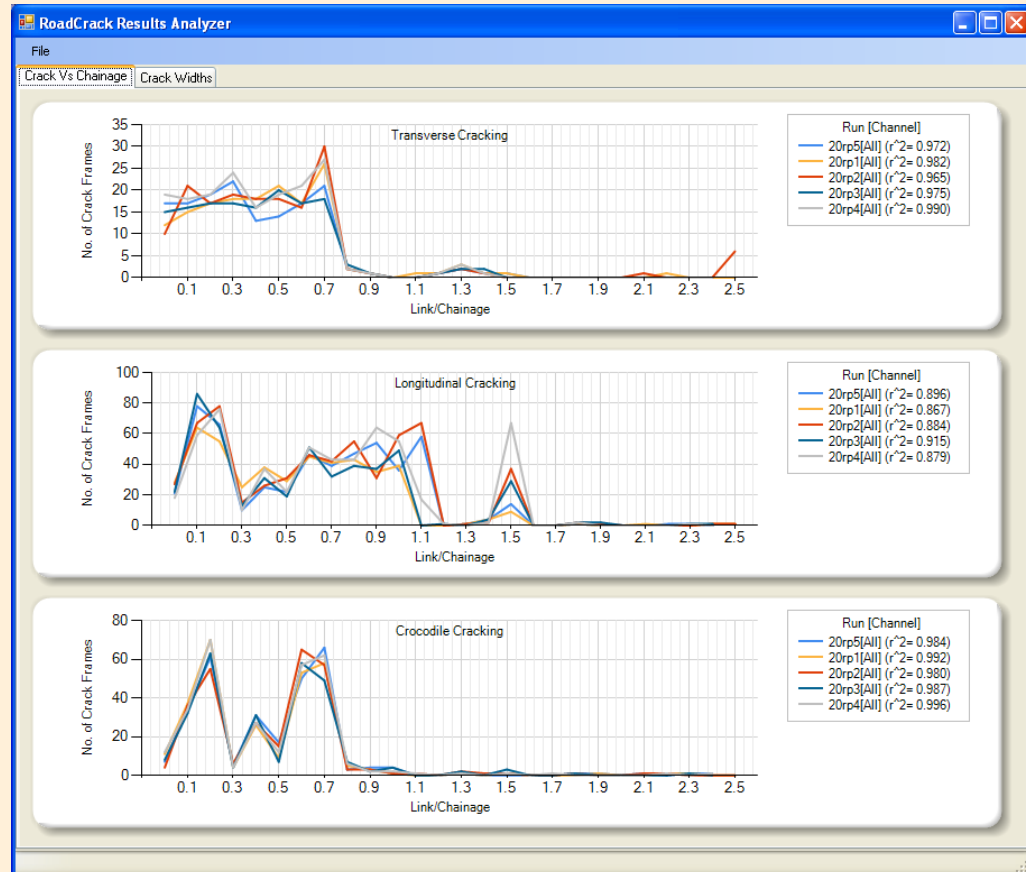 RoadCrack Results Analyzer
File
Crack Vs Chainage Crack Widths
Transverse Cracking
No. of Crack Frames
35
30
25
20
15
10
5
0
0.1 0.3 0.5 0.7 0.9 1.1 1.3 1.5 1.7 1.9 2.1 2.3 2.5
Link/Chainage
Run [Channel]
20rp5[All] (r^2= 0.972)
20rp1[All] (r^2= 0.982)
20rp2[All] (r^2= 0.965)
20rp3[All] (r^2= 0.975)
20rp4[All] (r^2= 0.990)
Longitudinal Cracking
No. of Crack Frames
100
80
60
40
20
0
0.1 0.3 0.5 0.7 0.9 1.1 1.3 1.5 1.7 1.9 2.1 2.3 2.5
Link/Chainage
Run [Channel]
20rp5[All] (r^2= 0.896)
20rp1[All] (r^2= 0.867)
20rp2[All] (r^2= 0.884)
20rp3[All] (r^2= 0.915)
20rp4[All] (r^2= 0.879)
Crocodile Cracking
No. of Crack Frames
80
60
40
20
0
0.1 0.3 0.5 0.7 0.9 1.1 1.3 1.5 1.7 1.9 2.1 2.3 2.5
Link/Chainage
Run [Channel]
20rp5[All] (r^2= 0.984)
20rp1[All] (r^2= 0.992)
20rp2[All] (r^2= 0.980)
20rp3[All] (r^2= 0.987)
20rp4[All] (r^2= 0.996)